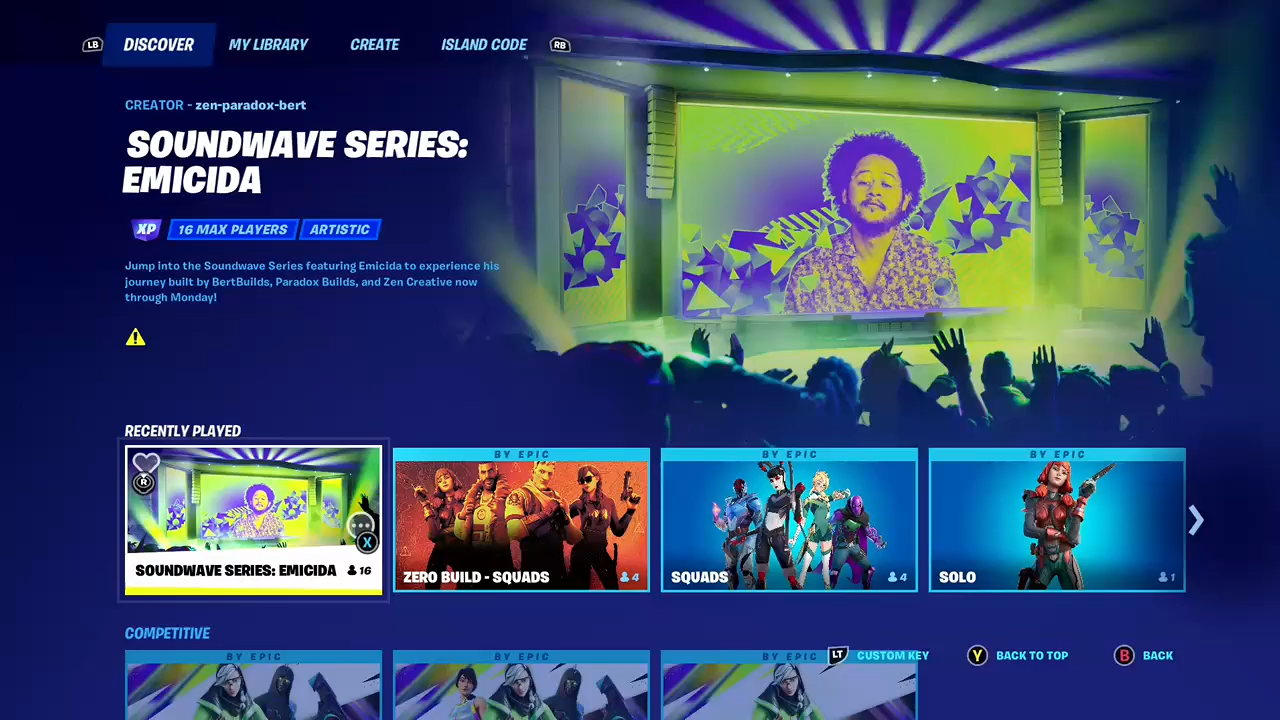 LB DISCOVER MY LIBRARY CREATE ISLAND CODE RB
CREATOR - zen-paradox-bert
SOUNDWAVE SERIES:
EMICIDA
XP 16 MAX PLAYERS ARTISTIC
Jump into the Soundwave Series featuring Emicida to experience his
journey built by BertBuilds, Paradox Builds, and Zen Creative now
through Monday!
RECENTLY PLAYED
BY EPIC BY EPIC BY EPIC
R
X
SOUNDWAVE SERIES: EMICIDA 16 ZERO BUILD - SQUADS 4 SQUADS 4 SOLO 1
COMPETITIVE
BY EPIC BY EPIC BY EPIC
LT CUSTOM KEY Y BACK TO TOP B BACK